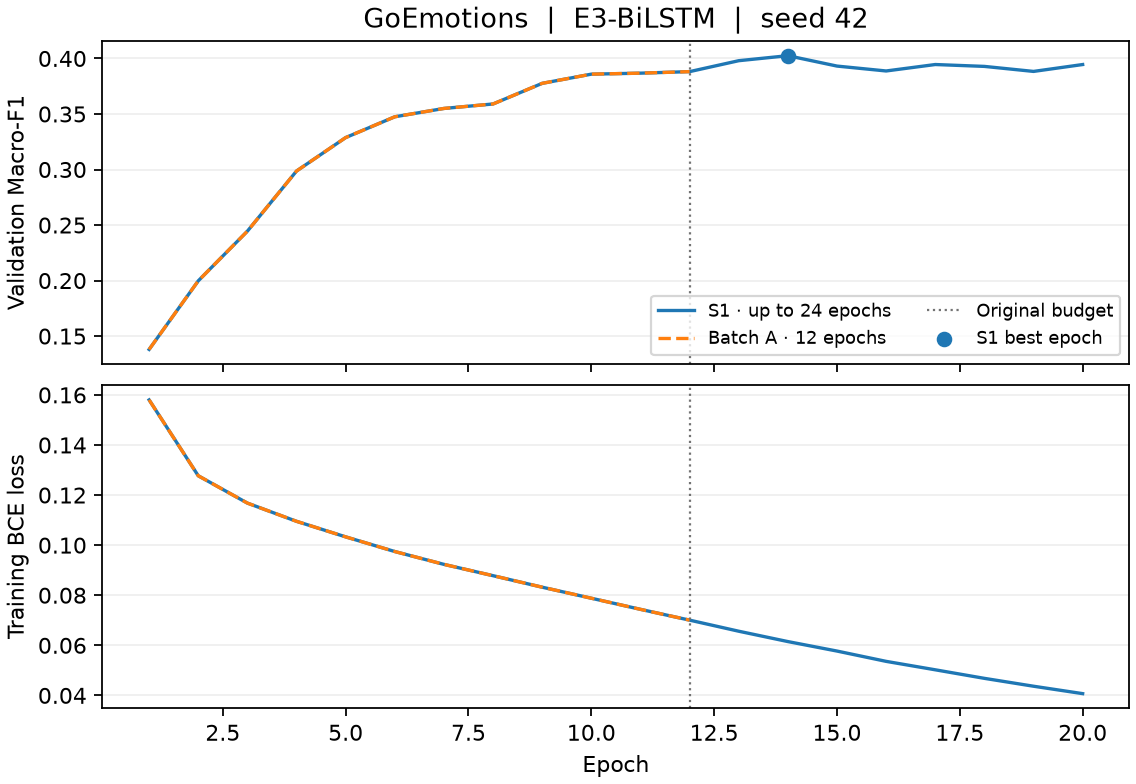 GoEmotions | E3-BiLSTM | seed 42
Validation Macro-F1
0.40
0.35
0.30
0.25
0.20
0.15
S1 · up to 24 epochs
Batch A · 12 epochs
Original budget
S1 best epoch
Training BCE loss
0.16
0.14
0.12
0.10
0.08
0.06
0.04
2.5 5.0 7.5 10.0 12.5 15.0 17.5 20.0
Epoch